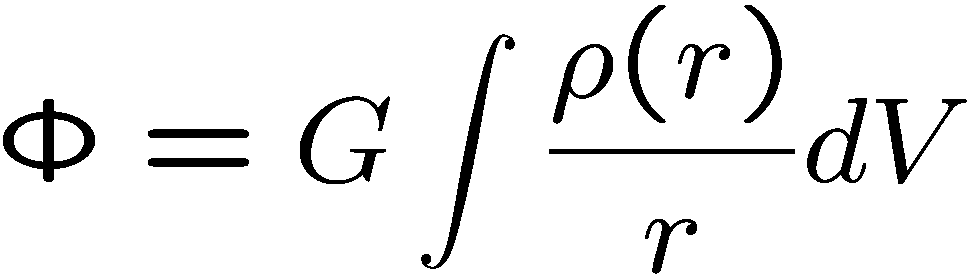 Φ = G ∫ ρ(r)/r dV